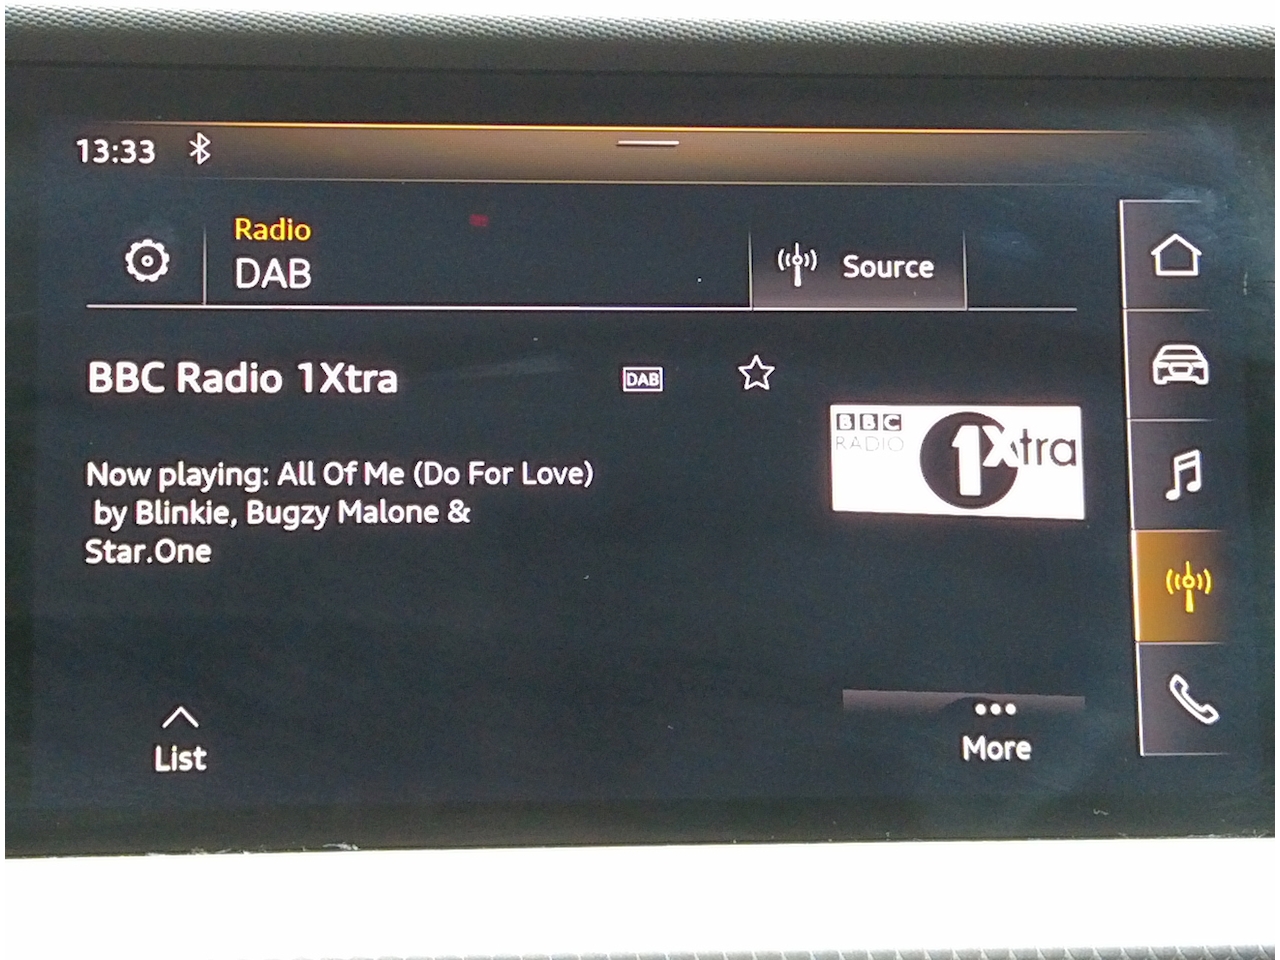 13:33
Radio
DAB
Source
BBC Radio 1Xtra
DAB
BBC
RADIO
1Xtra
Now playing: All Of Me (Do For Love)
by Blinkie, Bugzy Malone &
Star.One
List
More